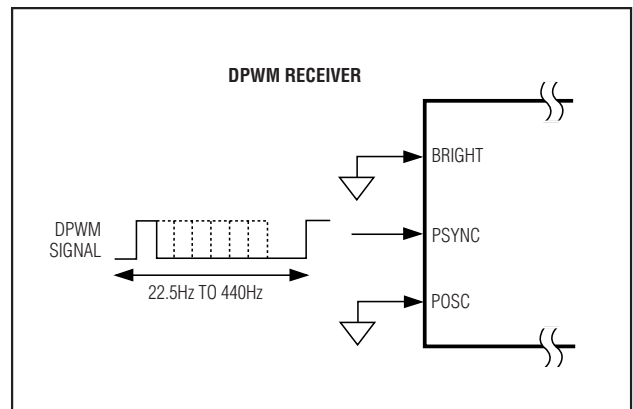 DPWM RECEIVER
BRIGHT
DPWM
SIGNAL
PSYNC
22.5Hz TO 440Hz
POSC